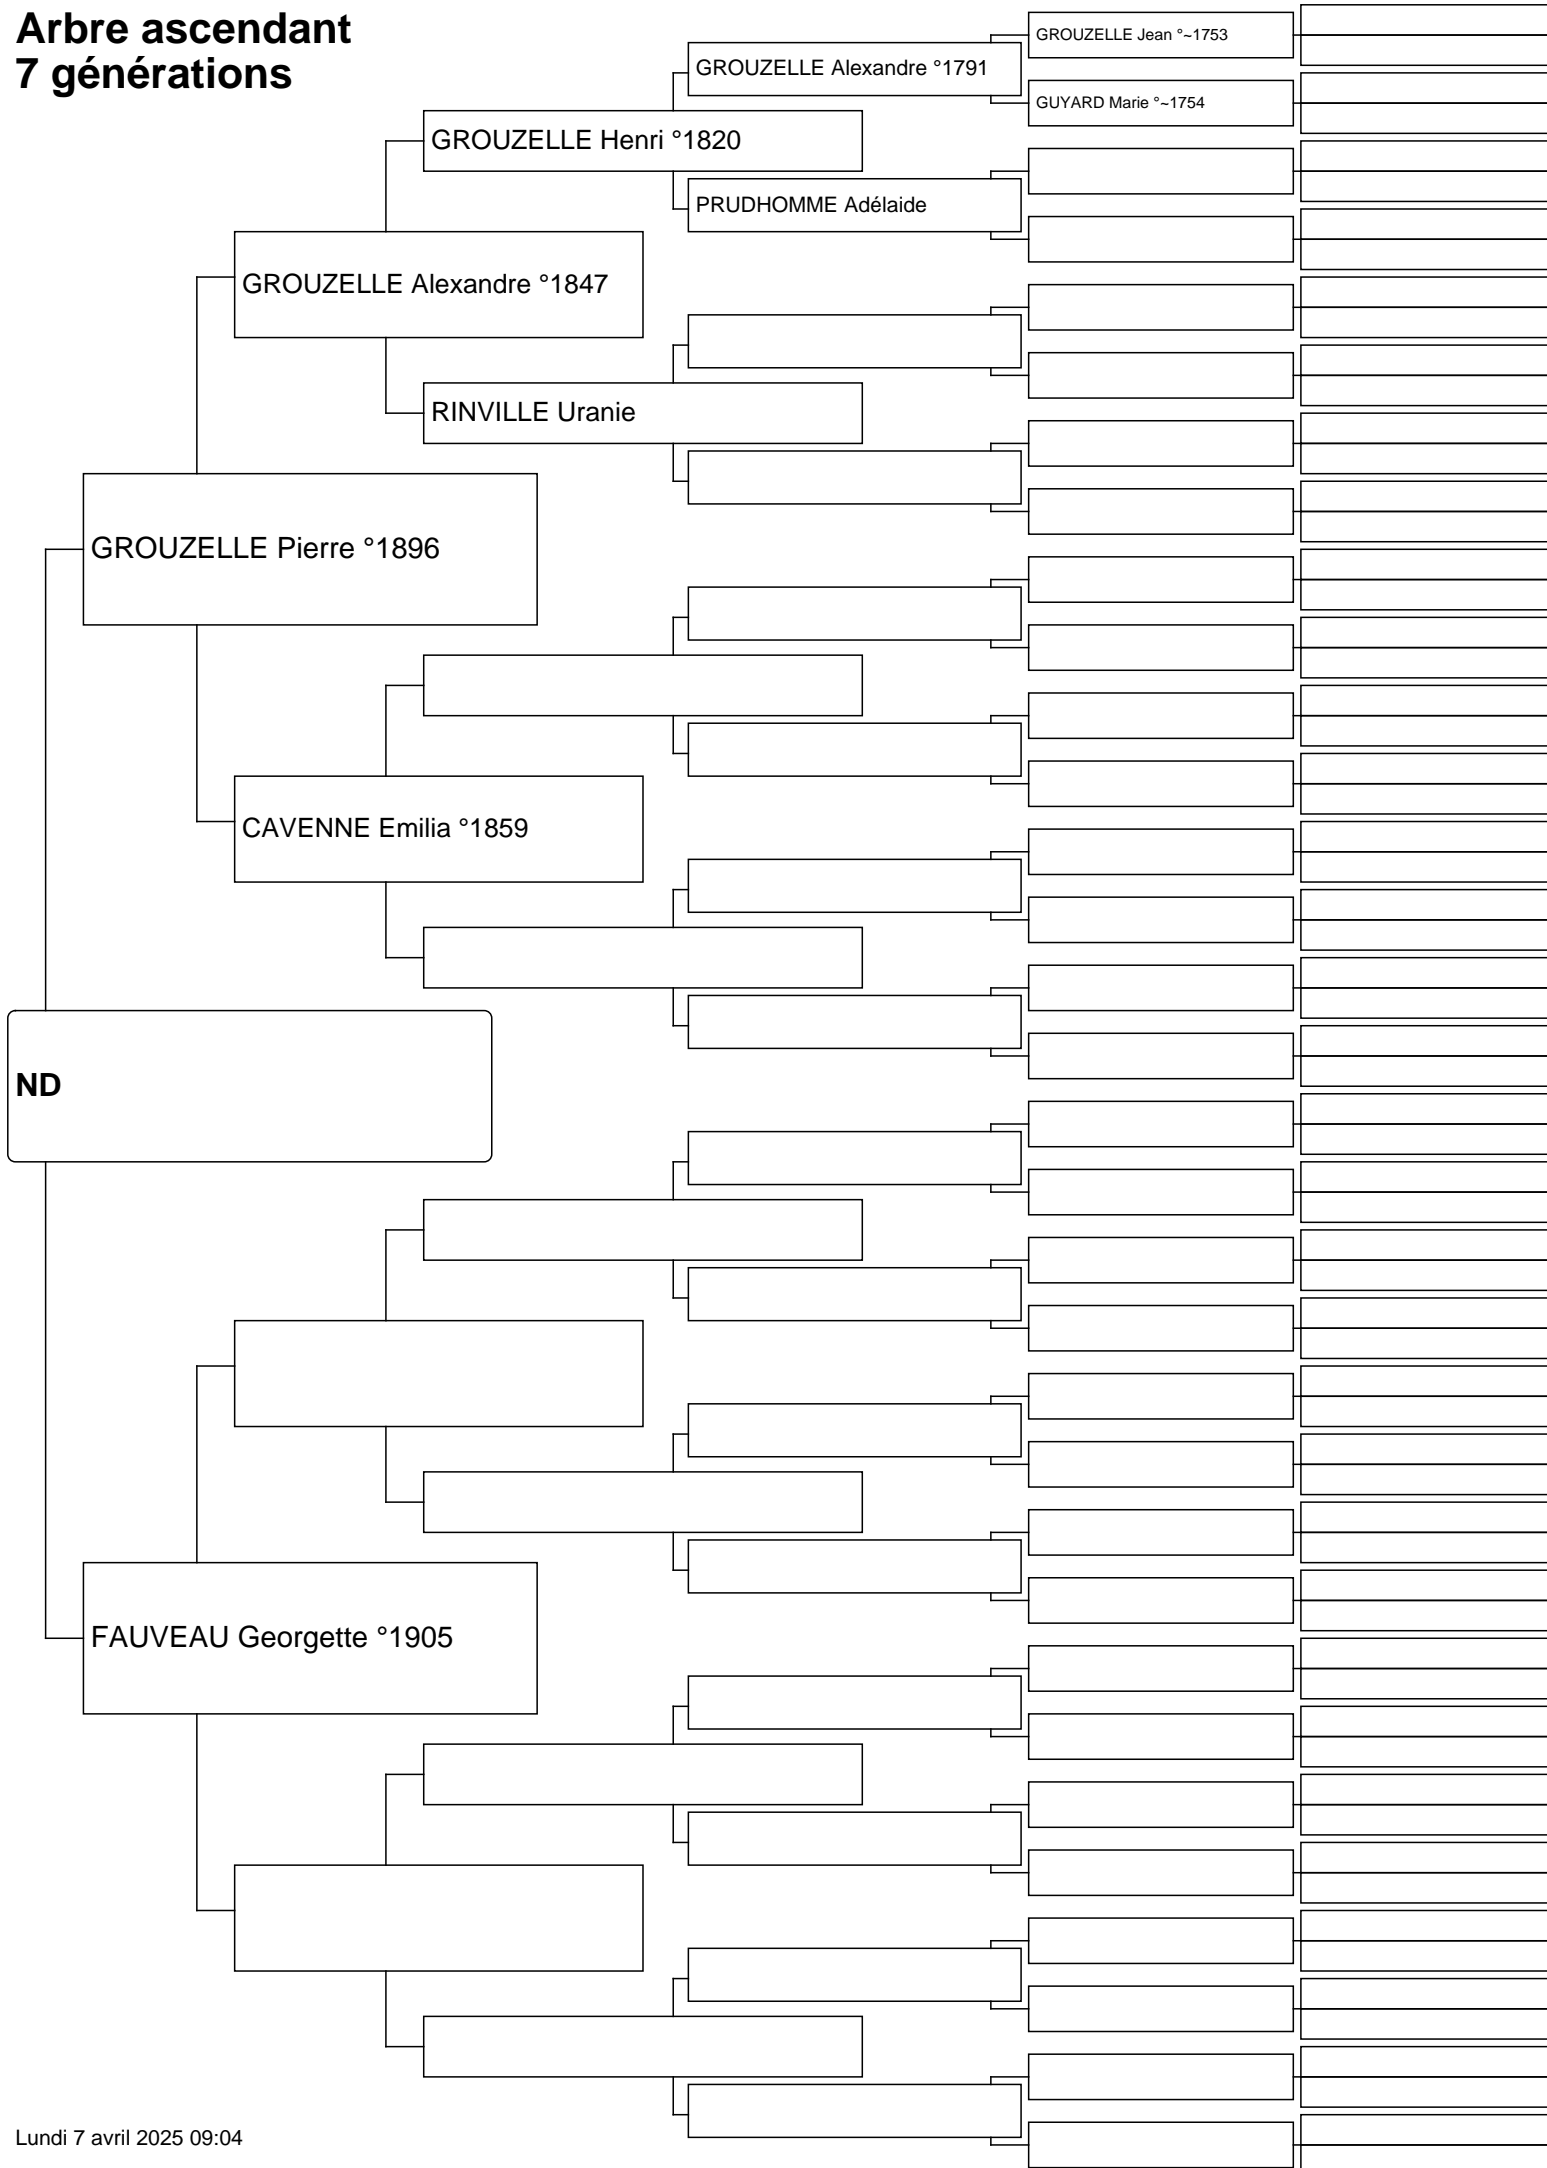 Arbre ascendant
7 générations
GROUZELLE Jean °~1753
GROUZELLE Alexandre °1791
GUYARD Marie °~1754
GROUZELLE Henri °1820
PRUDHOMME Adélaide
GROUZELLE Alexandre °1847
RINVILLE Uranie
GROUZELLE Pierre °1896
CAVENNE Emilia °1859
ND
FAUVEAU Georgette °1905
Lundi 7 avril 2025 09:04